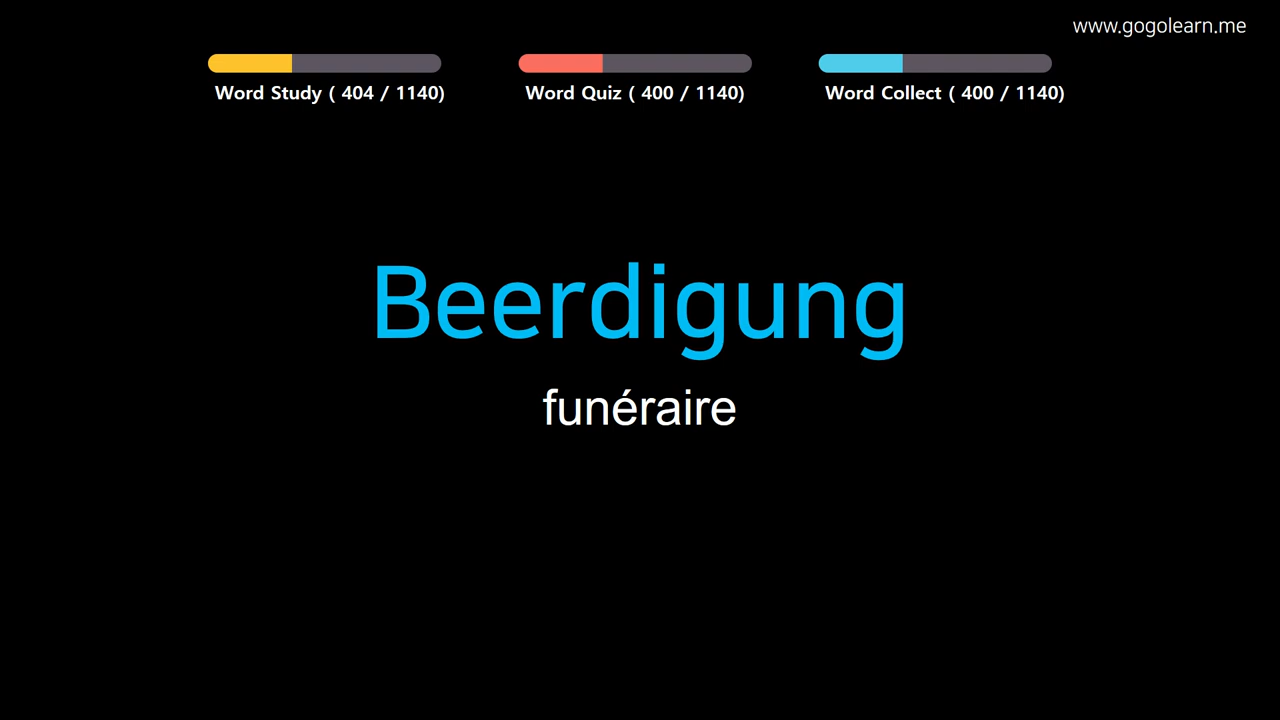 www.gogolearn.me
Word Study ( 404 / 1140)
Word Quiz ( 400 / 1140)
Word Collect ( 400 / 1140)
Beerdigung
funéraire